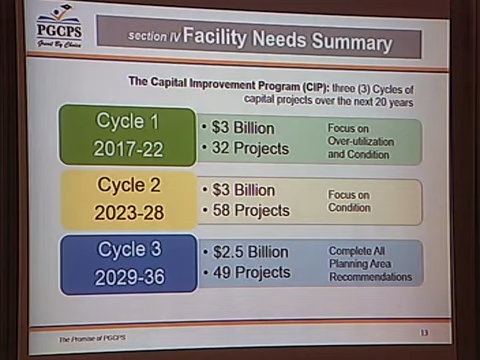 PGCPS
Great By Choice
section IV Facility Needs Summary
The Capital Improvement Program (CIP): three (3) Cycles of
capital projects over the next 20 years
Cycle 1
2017-22
• $3 Billion
• 32 Projects
Focus on
Over-utilization
and Condition
Cycle 2
2023-28
• $3 Billion
• 58 Projects
Focus on
Condition
Cycle 3
2029-36
• $2.5 Billion
• 49 Projects
Complete All
Planning Area
Recommendations
The Promise of PGCPS
13